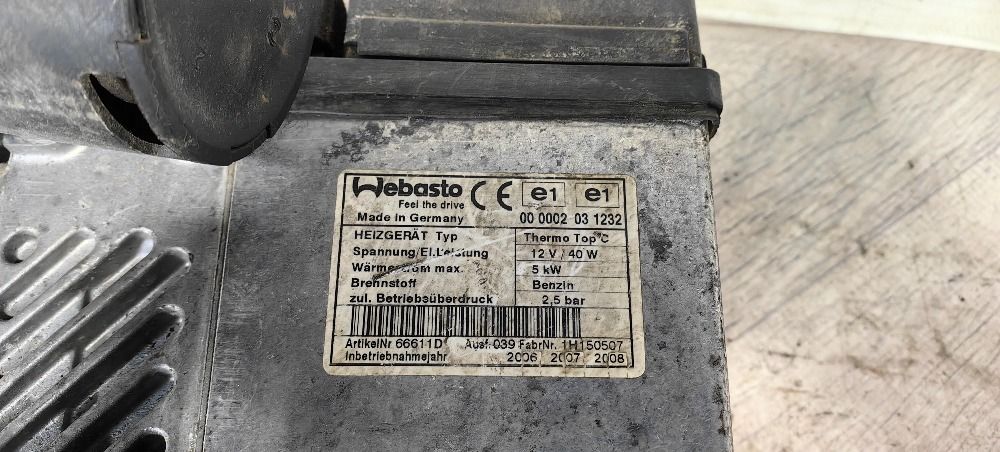 Webasto CE e1 e1
Feel the drive
Made in Germany 00 0002 03 1232
HEIZGERÄT Typ Thermo Top C
Spannung/El.Leistung 12 V / 40 W
Wärmestrom max. 5 kW
Brennstoff Benzin
zul. Betriebsüberdruck 2,5 bar
ArtikelNr 66611D Ausf. 039 FabrNr. 1H150507
Inbetriebnahmejahr 2006 2007 2008